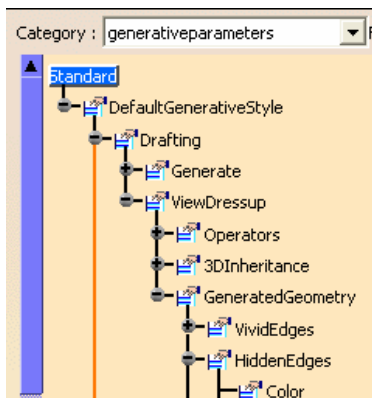 Category : generativeparameters
Standard
DefaultGenerativeStyle
Drafting
Generate
ViewDressup
Operators
3DInheritance
GeneratedGeometry
VividEdges
HiddenEdges
Color